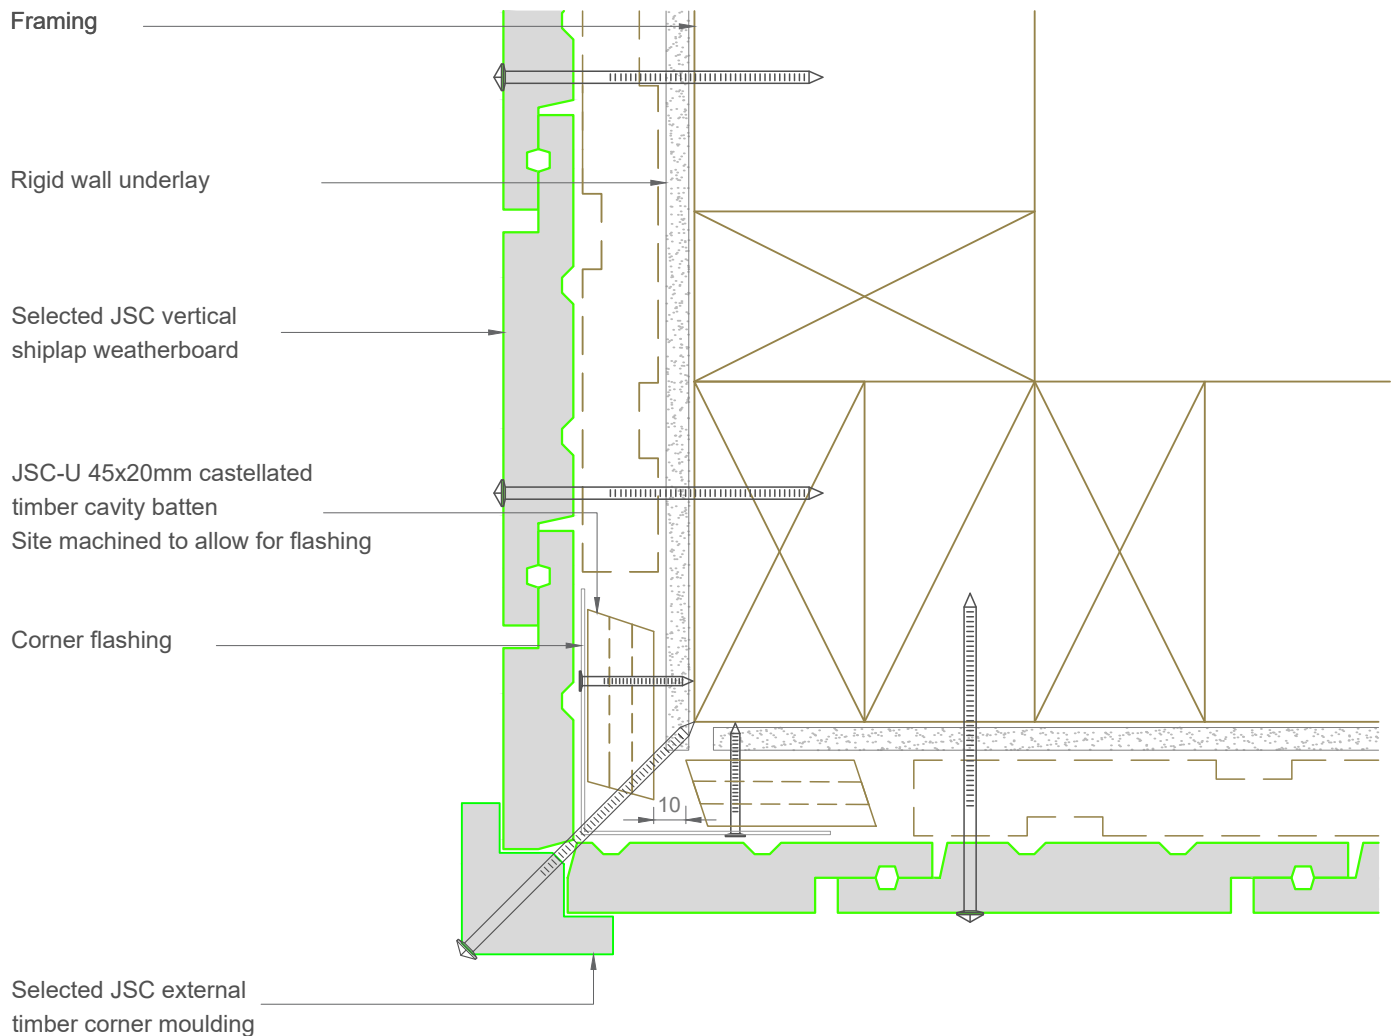 Framing
Rigid wall underlay
Selected JSC vertical
shiplap weatherboard
JSC-U 45x20mm castellated
timber cavity batten
Site machined to allow for flashing
Corner flashing
10
Selected JSC external
timber corner moulding